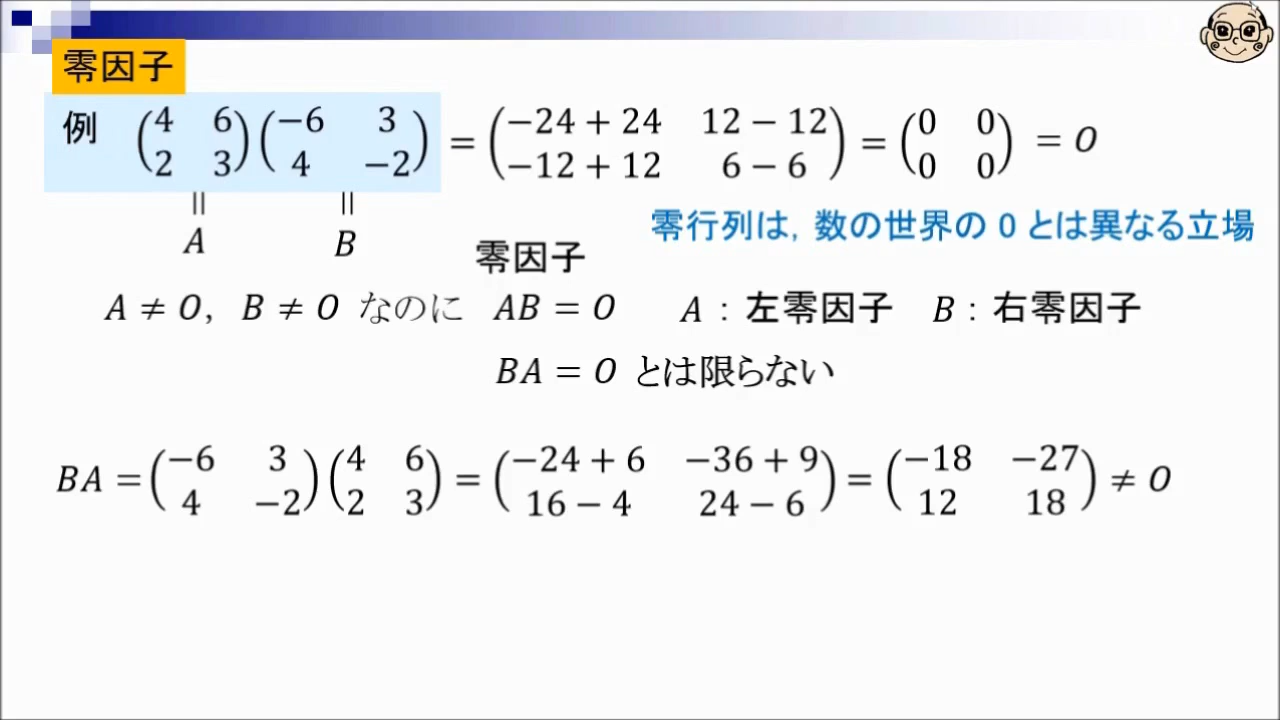 零因子
例 (4 6 2 3)(−6 3 4 −2) = (−24 + 24 12 − 12 −12 + 12 6 − 6) = (0 0 0 0) = O
= =
A B
零行列は，数の世界の 0 とは異なる立場
零因子
A ≠ O, B ≠ O なのに AB = O A : 左零因子 B : 右零因子
BA = O とは限らない
BA = (−6 3 4 −2)(4 6 2 3) = (−24 + 6 −36 + 9 16 − 4 24 − 6) = (−18 −27 12 18) ≠ O